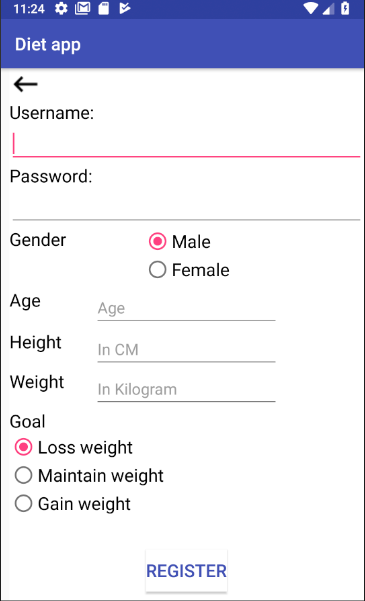 11:24
Diet app
Username:
Password:
Gender Male
Female
Age Age
Height In CM
Weight In Kilogram
Goal
Loss weight
Maintain weight
Gain weight
REGISTER